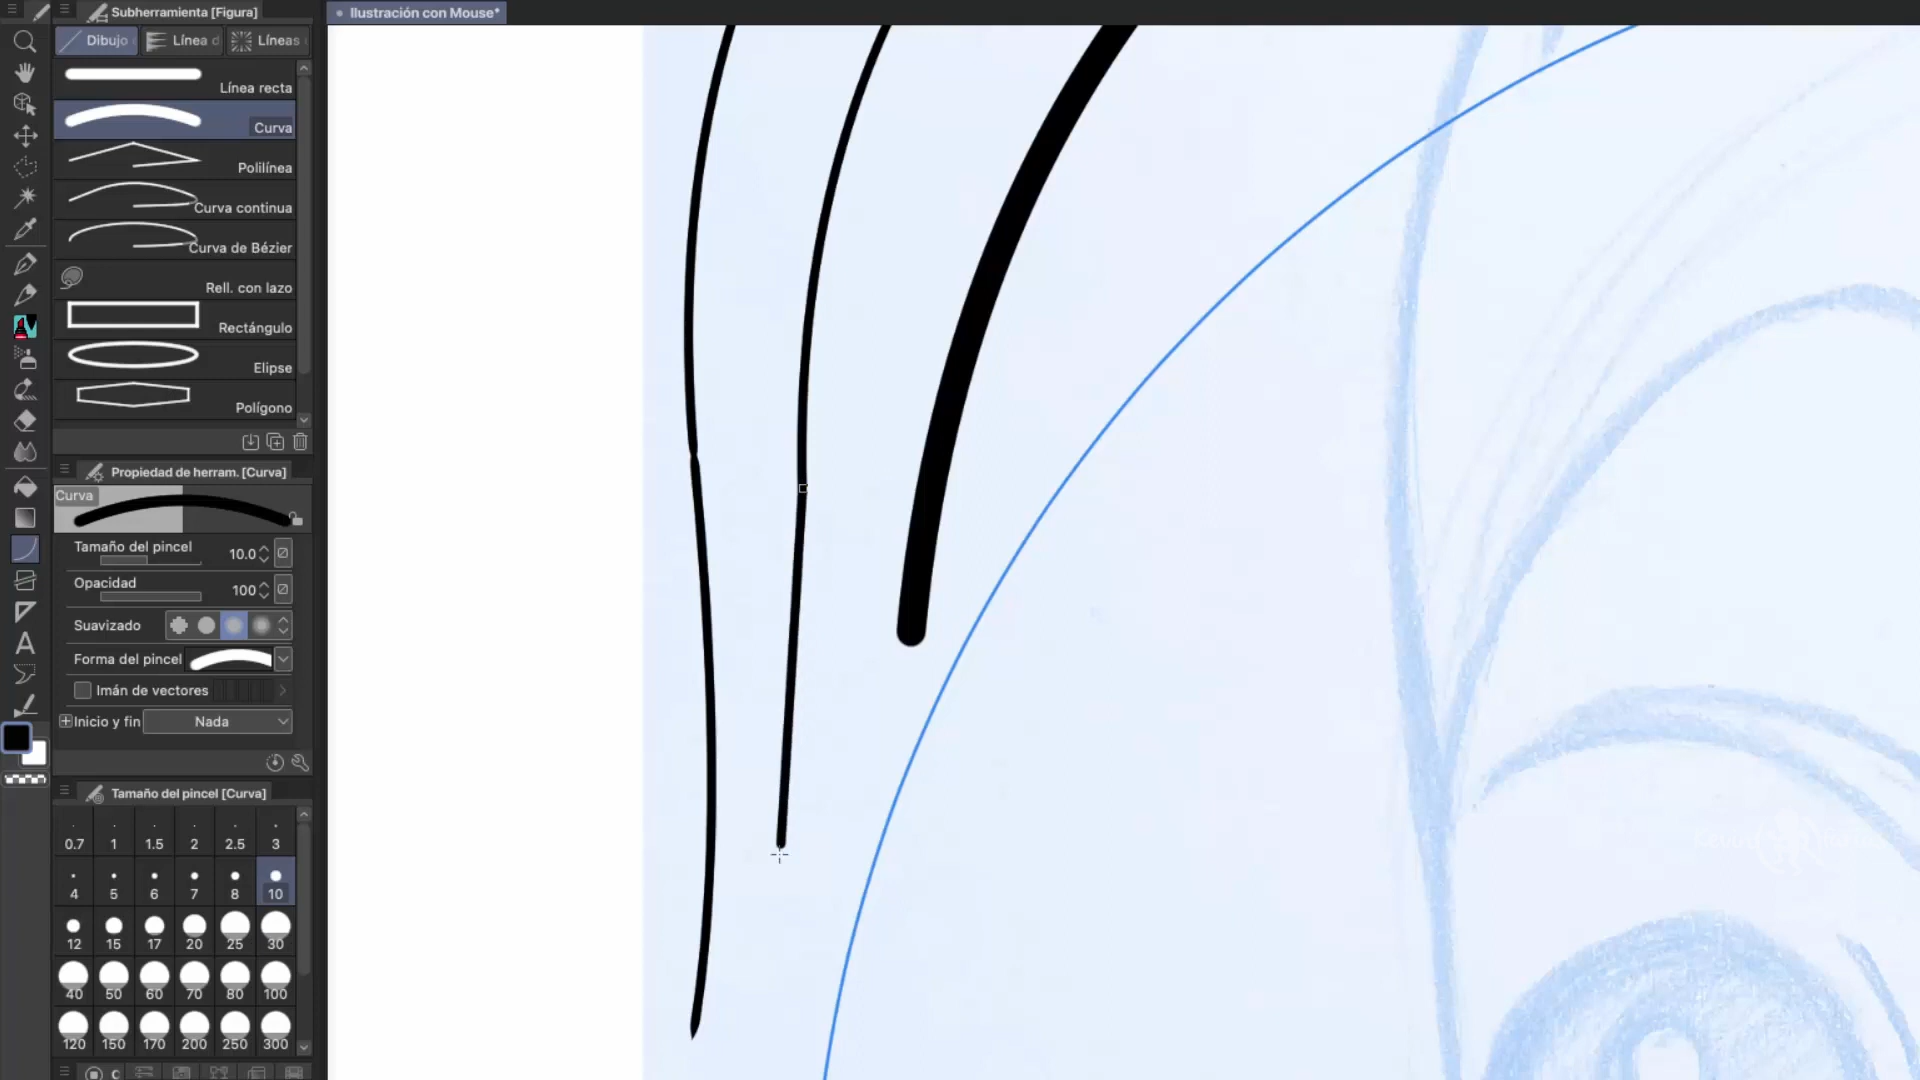 Subherramienta [Figura]
Ilustración con Mouse*
Dibujo
Línea d
Líneas
Línea recta
Curva
Polilínea
Curva continua
Curva de Bézier
Rell. con lazo
Rectángulo
Elipse
Polígono
Propiedad de herram. [Curva]
Curva
Tamaño del pincel 10.0
Opacidad 100
Suavizado
Forma del pincel
Imán de vectores
Inicio y fin Nada
Tamaño del pincel [Curva]
0.7 1 1.5 2 2.5 3
4 5 6 7 8 10
12 15 17 20 25 30
40 50 60 70 80 100
120 150 170 200 250 300